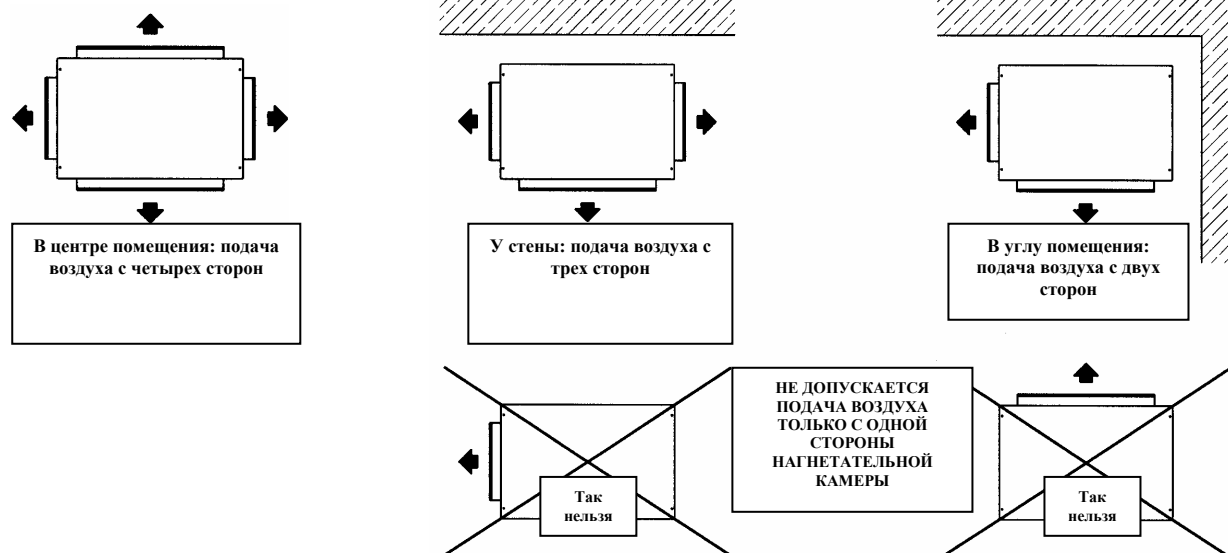 В центре помещения: подача
воздуха с четырех сторон
У стены: подача воздуха с
трех сторон
В углу помещения:
подача воздуха с двух
сторон
НЕ ДОПУСКАЕТСЯ
ПОДАЧА ВОЗДУХА
ТОЛЬКО С ОДНОЙ
СТОРОНЫ
НАГНЕТАТЕЛЬНОЙ
КАМЕРЫ
Так
нельзя
Так
нельзя